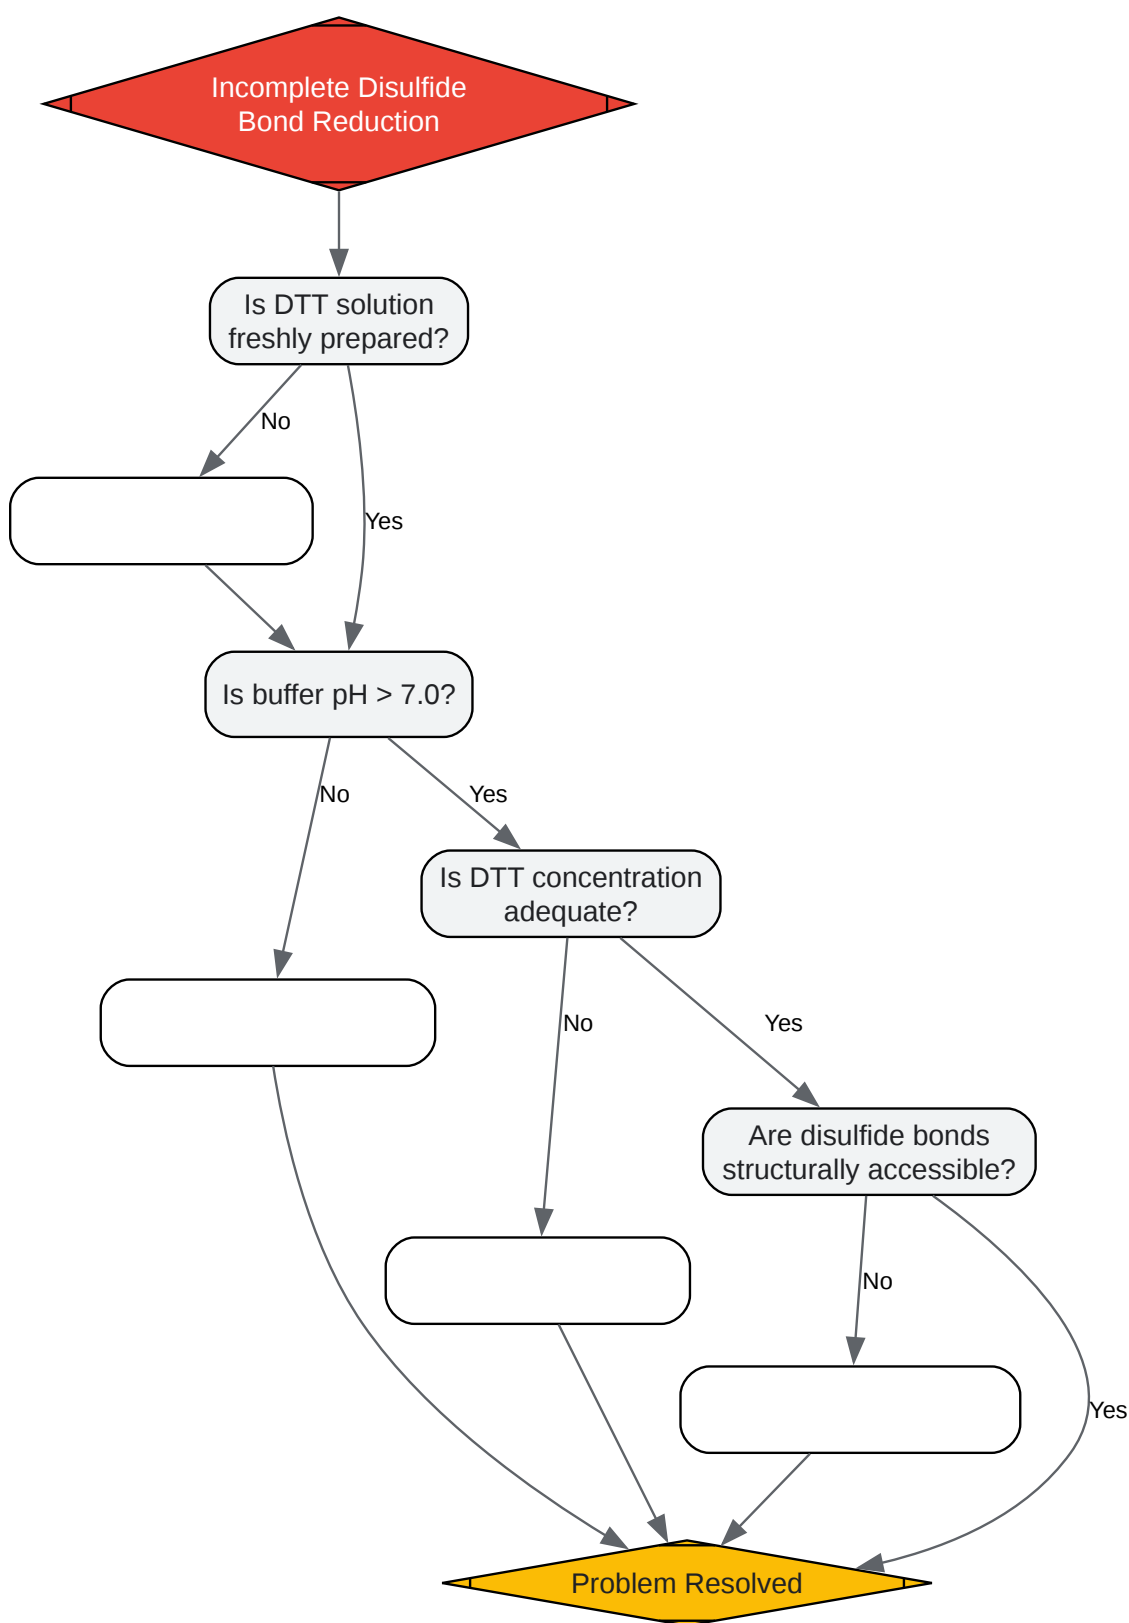 Incomplete Disulfide
Bond Reduction
Is DTT solution
freshly prepared?
No
Yes
Is buffer pH > 7.0?
No
Yes
Is DTT concentration
adequate?
No
Yes
Are disulfide bonds
structurally accessible?
No
Yes
Problem Resolved